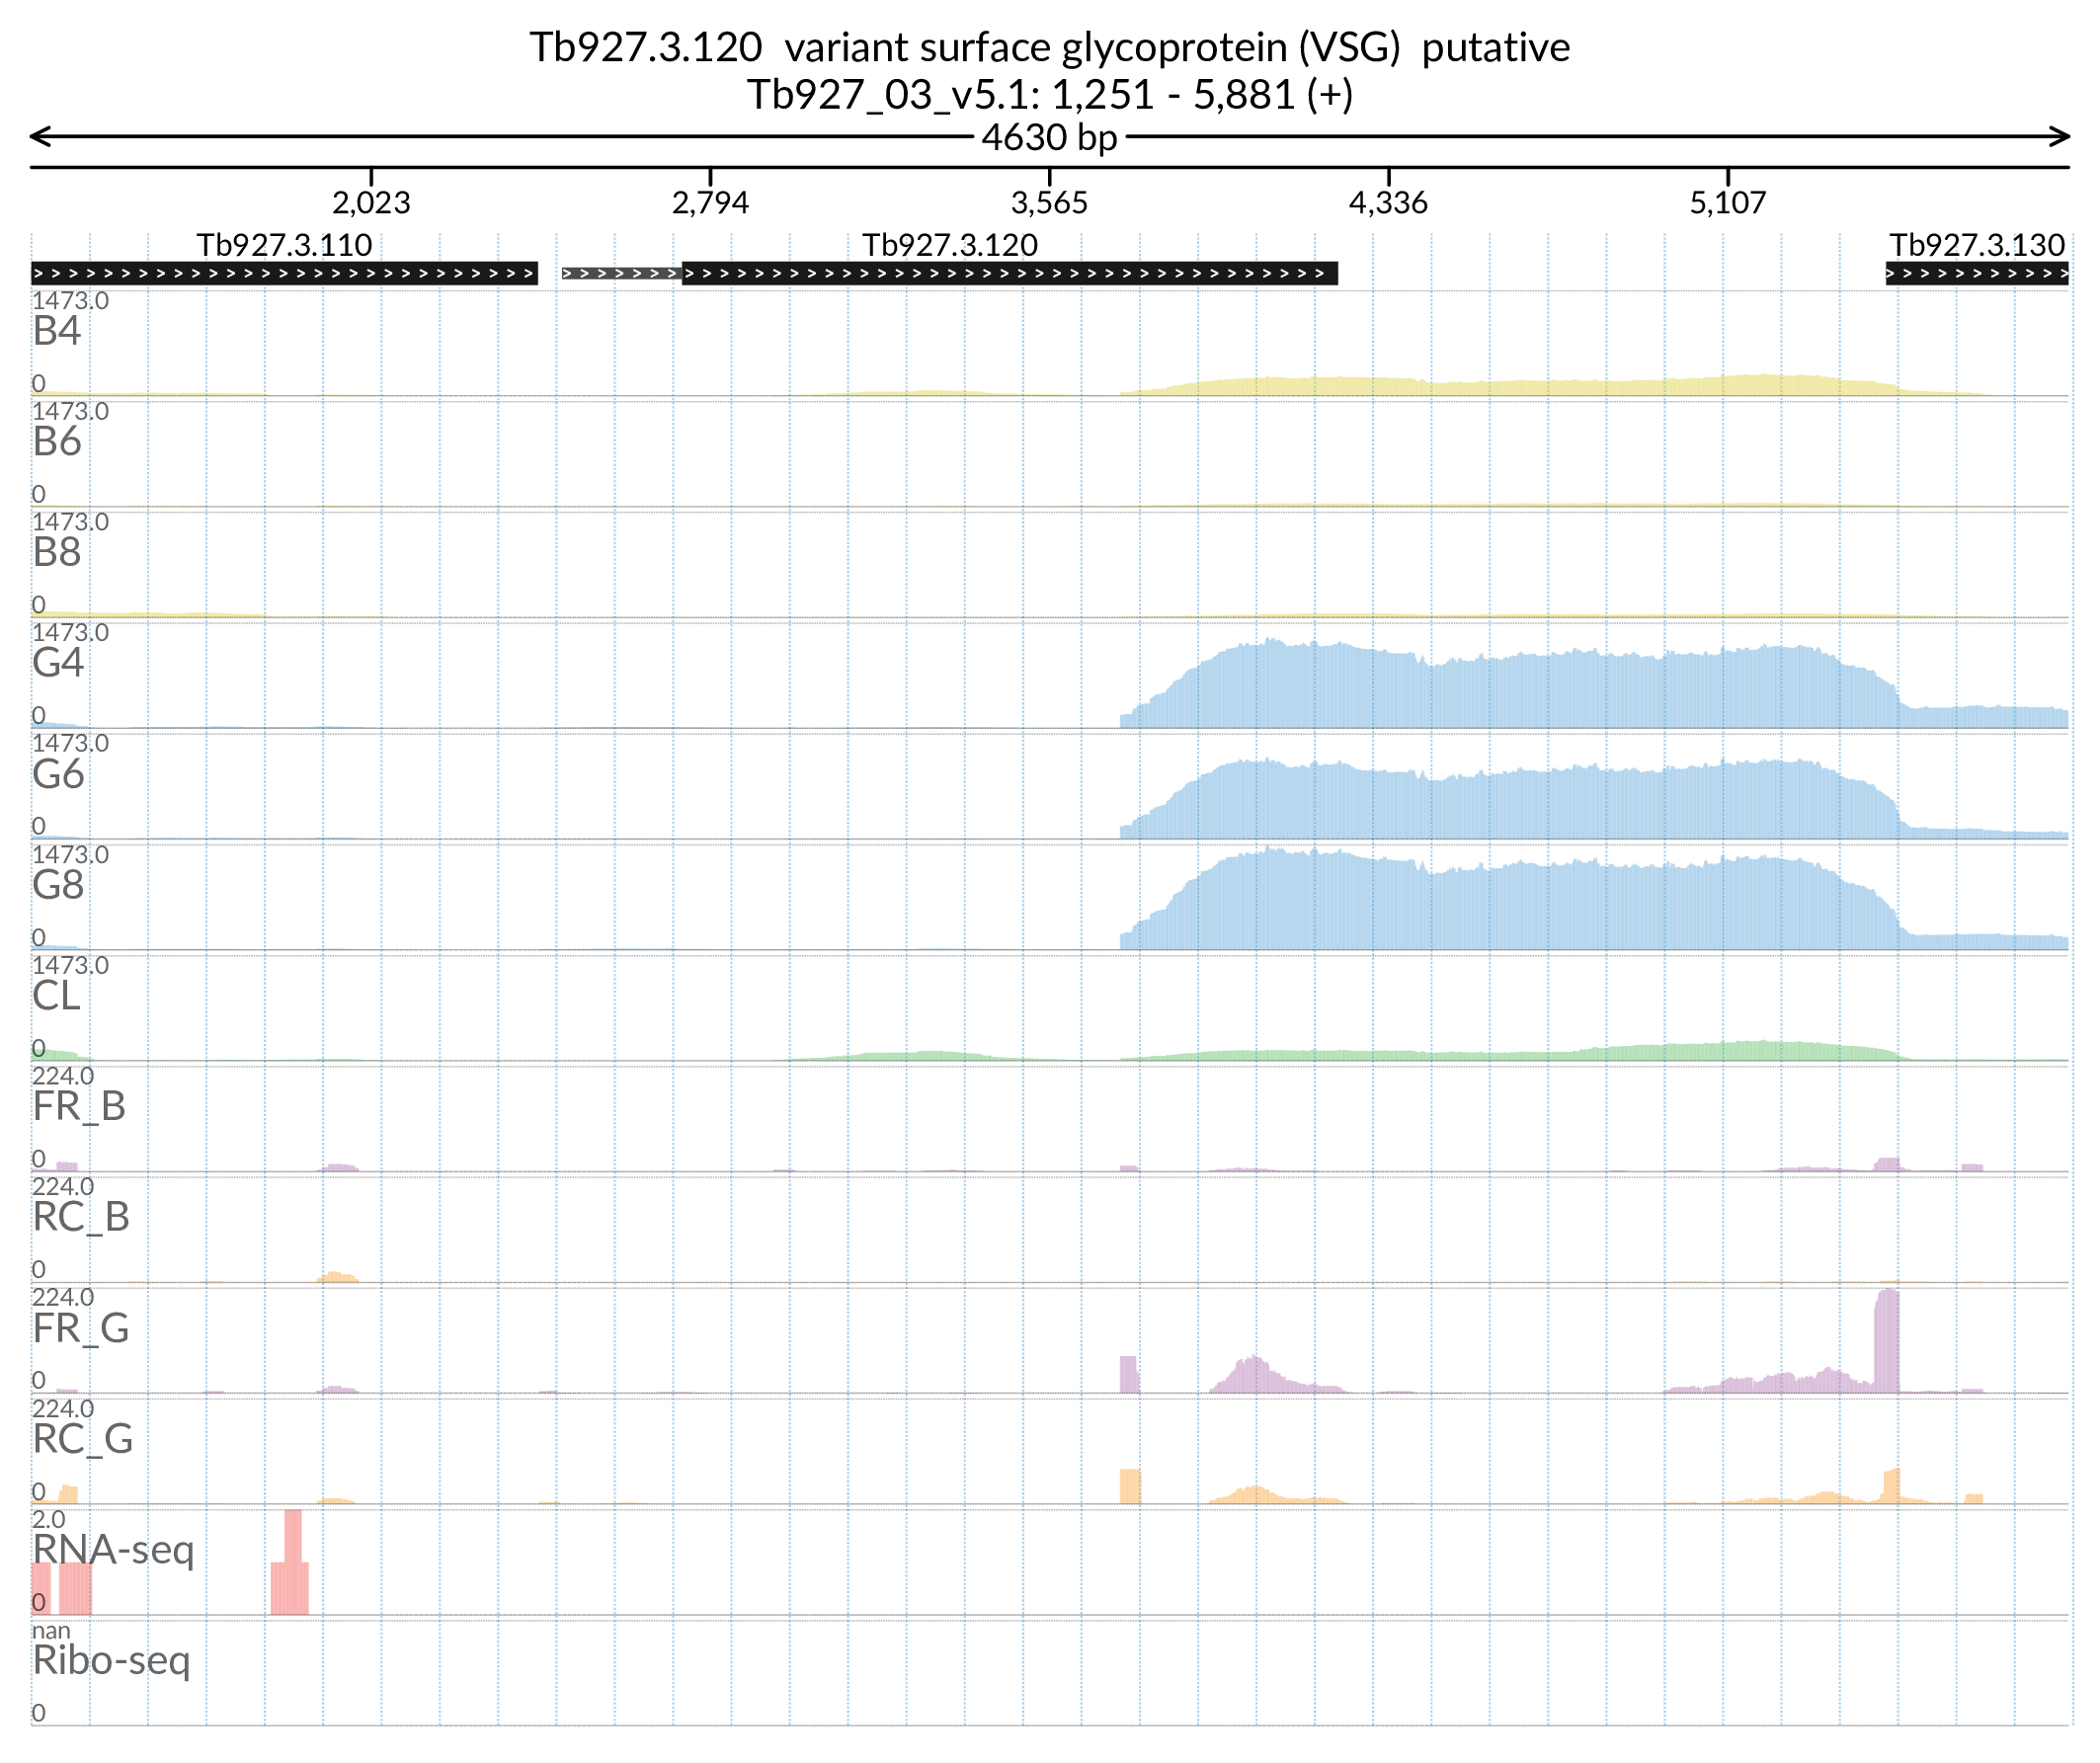 Tb927.3.120 variant surface glycoprotein (VSG) putative
Tb927_03_v5.1: 1,251 - 5,881 (+)
4630 bp
2,023 2,794 3,565 4,336 5,107
Tb927.3.110 Tb927.3.120 Tb927.3.130
1473.0
B4
0
1473.0
B6
0
1473.0
B8
0
1473.0
G4
0
1473.0
G6
0
1473.0
G8
0
1473.0
CL
0
224.0
FR_B
0
224.0
RC_B
0
224.0
FR_G
0
224.0
RC_G
0
2.0
RNA-seq
0
nan
Ribo-seq
0